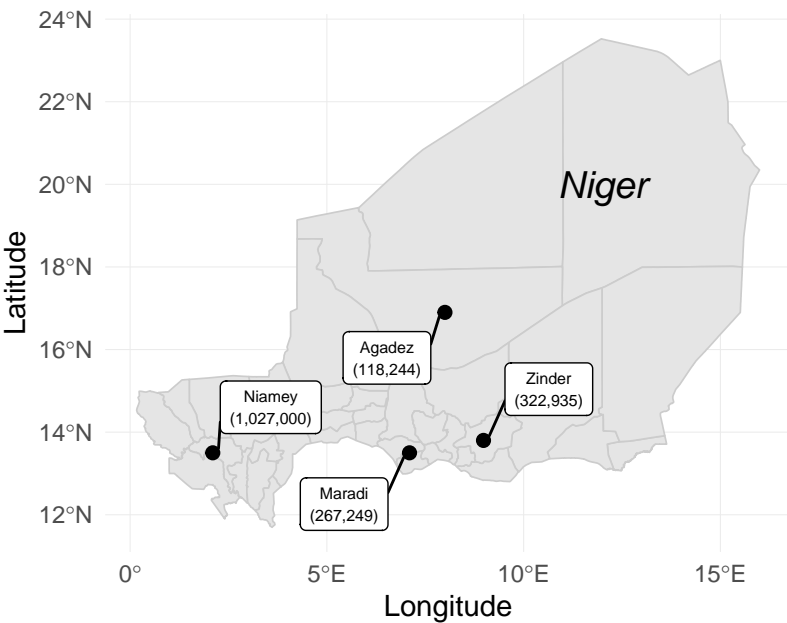 24°N
22°N
20°N
18°N
16°N
14°N
12°N
Latitude
Niger
Agadez
(118,244)
Zinder
(322,935)
Niamey
(1,027,000)
Maradi
(267,249)
0°
5°E
10°E
15°E
Longitude